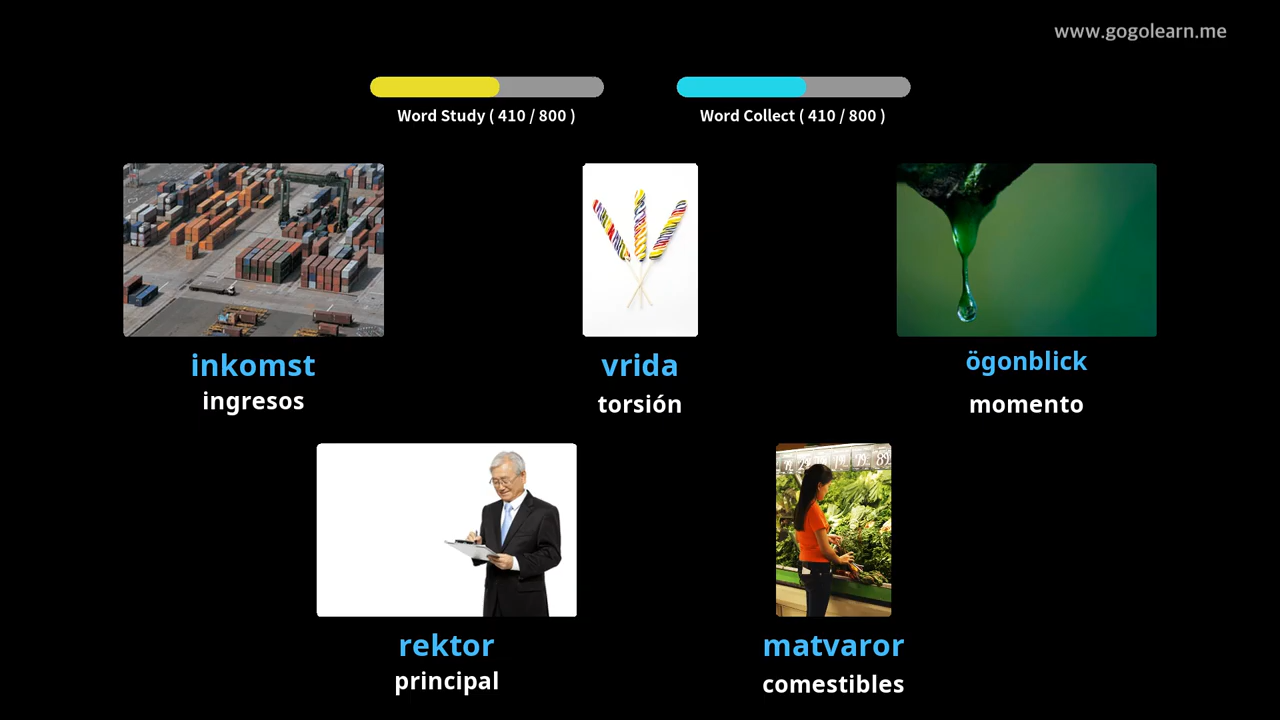 www.gogolearn.me
Word Study ( 410 / 800 )
Word Collect ( 410 / 800 )
inkomst
ingresos
vrida
torsión
ögonblick
momento
rektor
principal
matvaror
comestibles